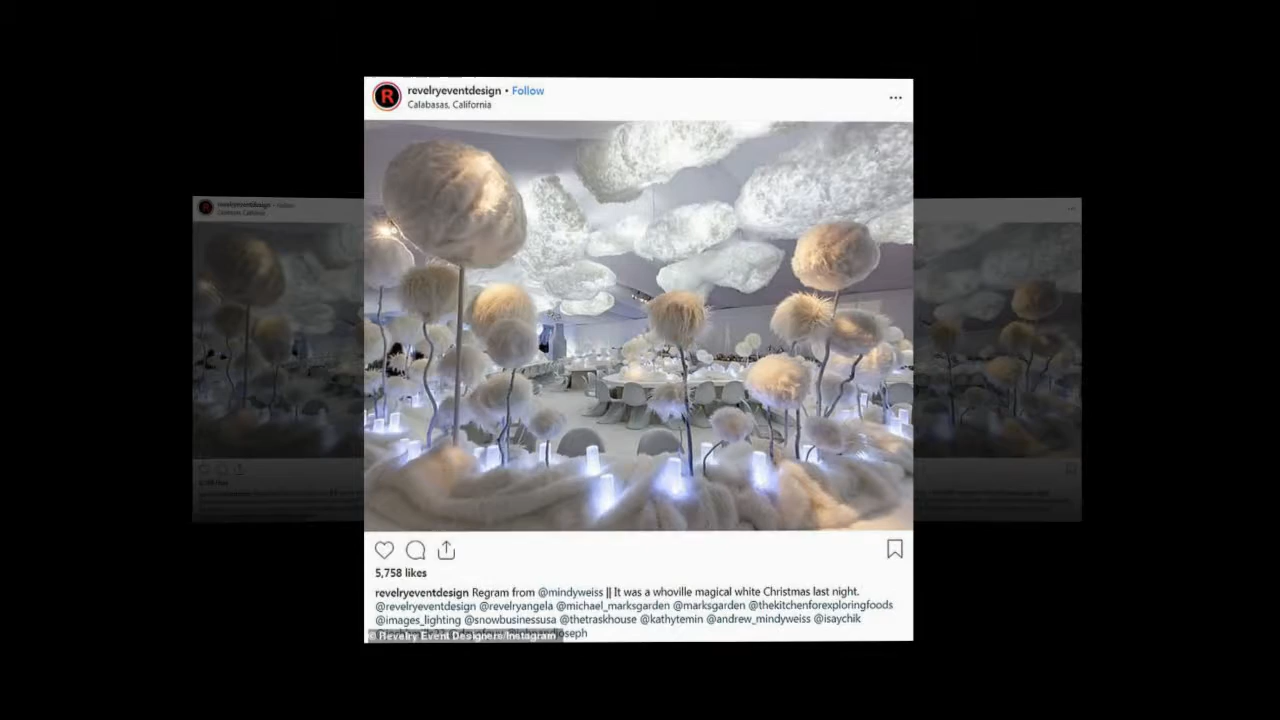 R
revelryeventdesign • Follow
Calabasas, California
5,758 likes
revelryeventdesign Regram from @mindyweiss || It was a whoville magical white Christmas last night.
@revelryeventdesign @revelryangela @michael_marksgarden @marksgarden @thekitchenforexploringfoods
@images_lighting @snowbusinessusa @thetraskhouse @kathytemin @andrew_mindyweiss @isaychik
© Revelry Event Designers/Instagram